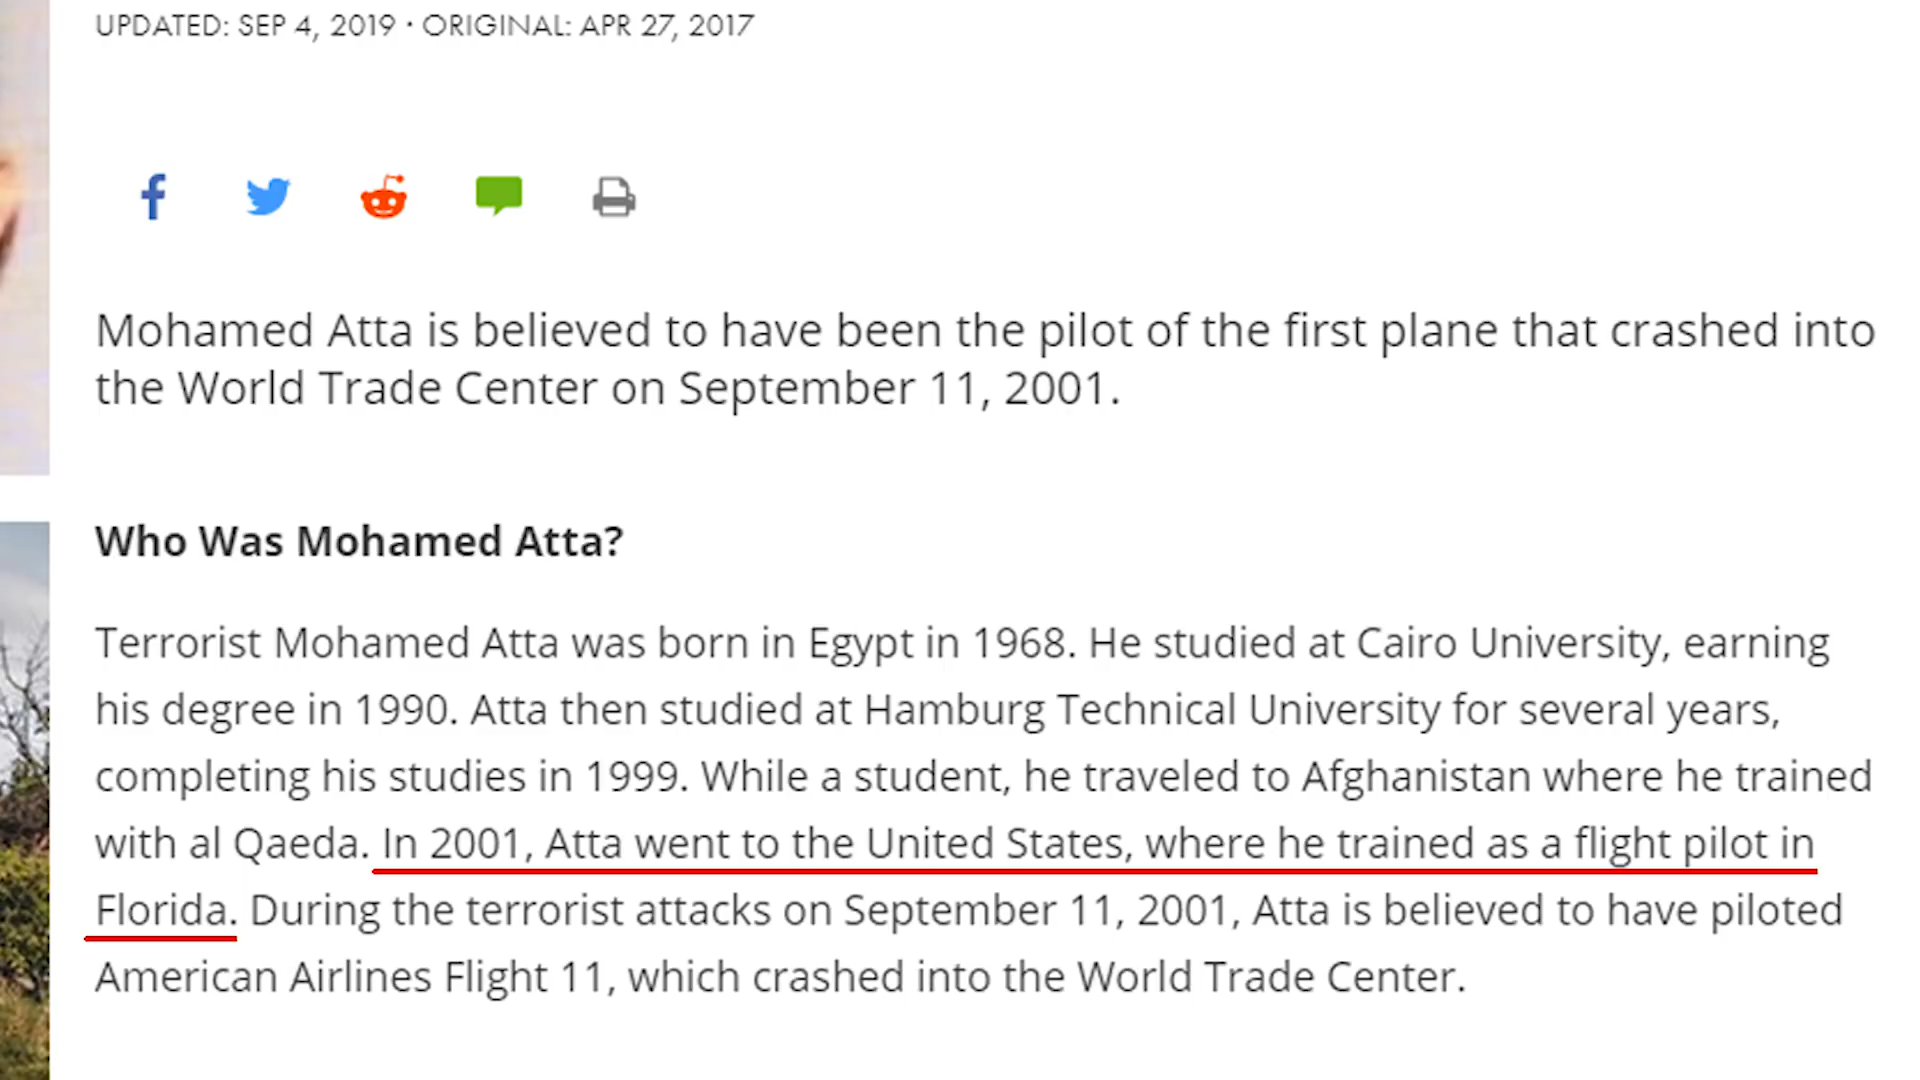 UPDATED: SEP 4, 2019 · ORIGINAL: APR 27, 2017
Mohamed Atta is believed to have been the pilot of the first plane that crashed into
the World Trade Center on September 11, 2001.
Who Was Mohamed Atta?
Terrorist Mohamed Atta was born in Egypt in 1968. He studied at Cairo University, earning
his degree in 1990. Atta then studied at Hamburg Technical University for several years,
completing his studies in 1999. While a student, he traveled to Afghanistan where he trained
with al Qaeda. In 2001, Atta went to the United States, where he trained as a flight pilot in
Florida. During the terrorist attacks on September 11, 2001, Atta is believed to have piloted
American Airlines Flight 11, which crashed into the World Trade Center.